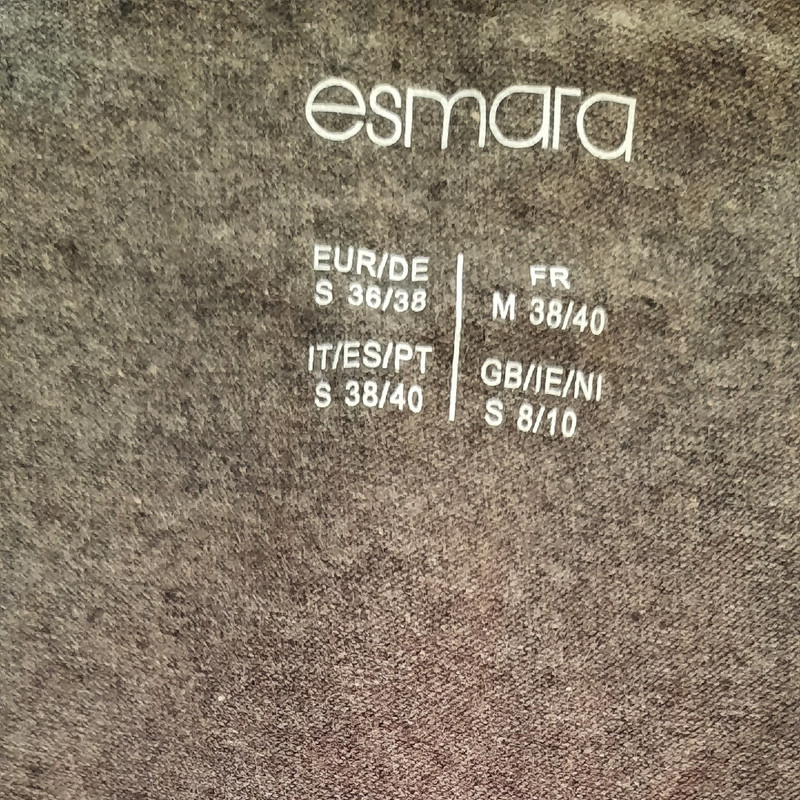 esmara
EUR/DE
S 36/38
IT/ES/PT
S 38/40
FR
M 38/40
GB/IE/NI
S 8/10